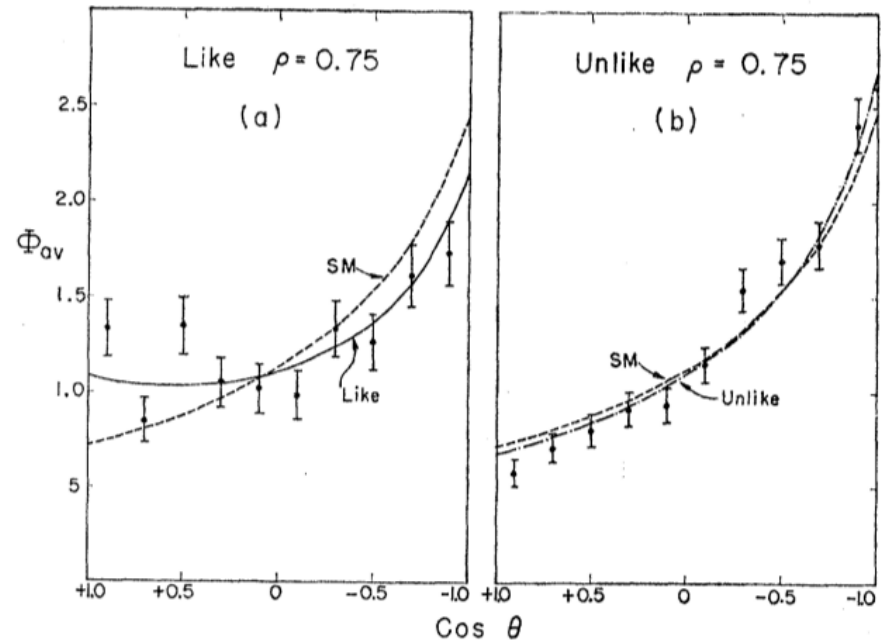 Like ρ = 0.75
(a)
2.5
2.0
Φav
1.5
1.0
5
0
SM
Like
+1.0
+0.5
0
-0.5
-1.0
Unlike ρ = 0.75
(b)
SM
Unlike
+1.0
+0.5
0
-0.5
-1.0
Cos θ